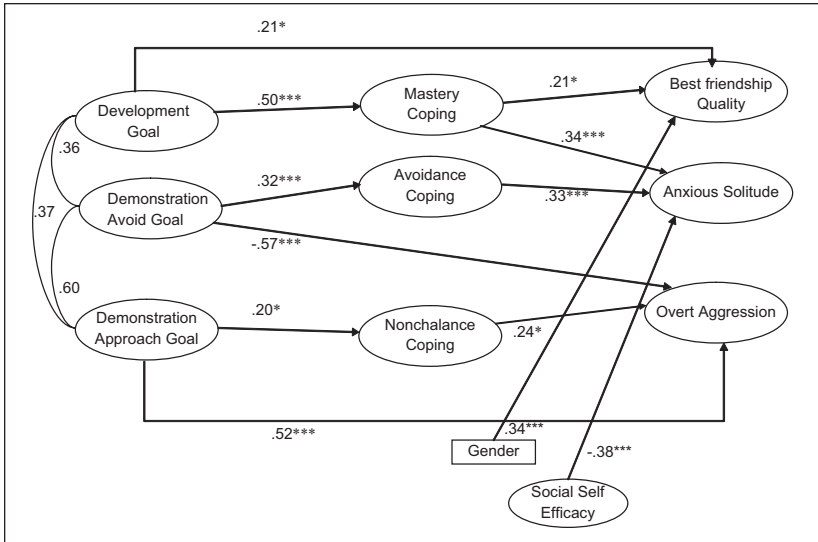 .21*
Development
Goal
.50***
Mastery
Coping
.21*
Best friendship
Quality
.34***
.36
.37
Demonstration
Avoid Goal
.32***
Avoidance
Coping
.33***
Anxious Solitude
-.57***
.60
Demonstration
Approach Goal
.20*
Nonchalance
Coping
.24*
Overt Aggression
.52***
.34***
Gender
-.38***
Social Self
Efficacy